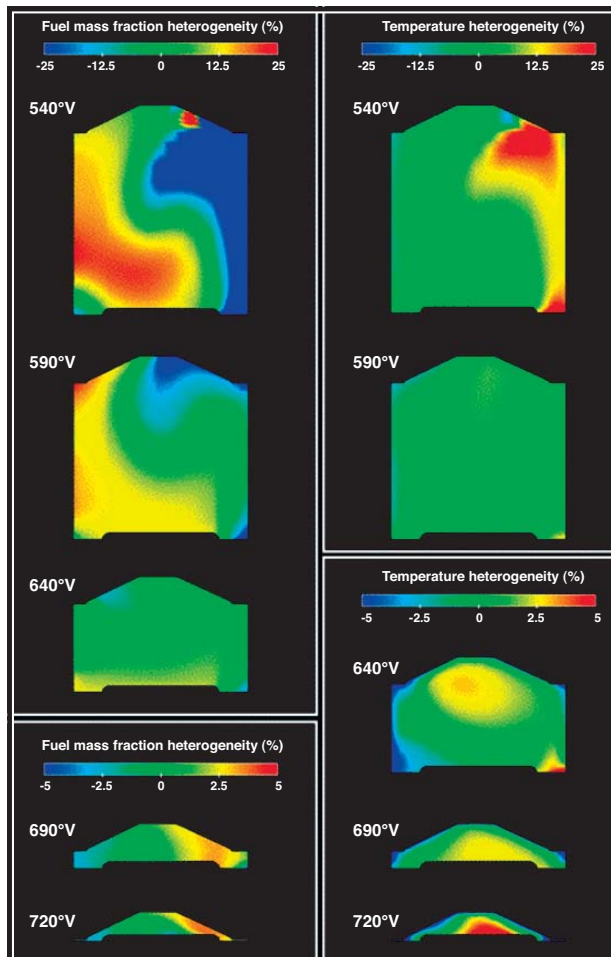 Fuel mass fraction heterogeneity (%)
-25 -12.5 0 12.5 25
540°V
590°V
640°V
Fuel mass fraction heterogeneity (%)
-5 -2.5 0 2.5 5
690°V
720°V
Temperature heterogeneity (%)
-25 -12.5 0 12.5 25
540°V
590°V
Temperature heterogeneity (%)
-5 -2.5 0 2.5 5
640°V
690°V
720°V